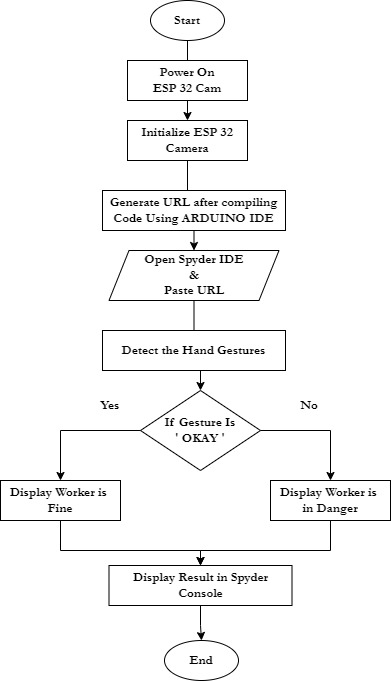 Start
Power On
ESP 32 Cam
Initialize ESP 32
Camera
Generate URL after compiling
Code Using ARDUINO IDE
Open Spyder IDE
&
Paste URL
Detect the Hand Gestures
Yes
No
If Gesture Is
' OKAY '
Display Worker is
Fine
Display Worker is
in Danger
Display Result in Spyder
Console
End